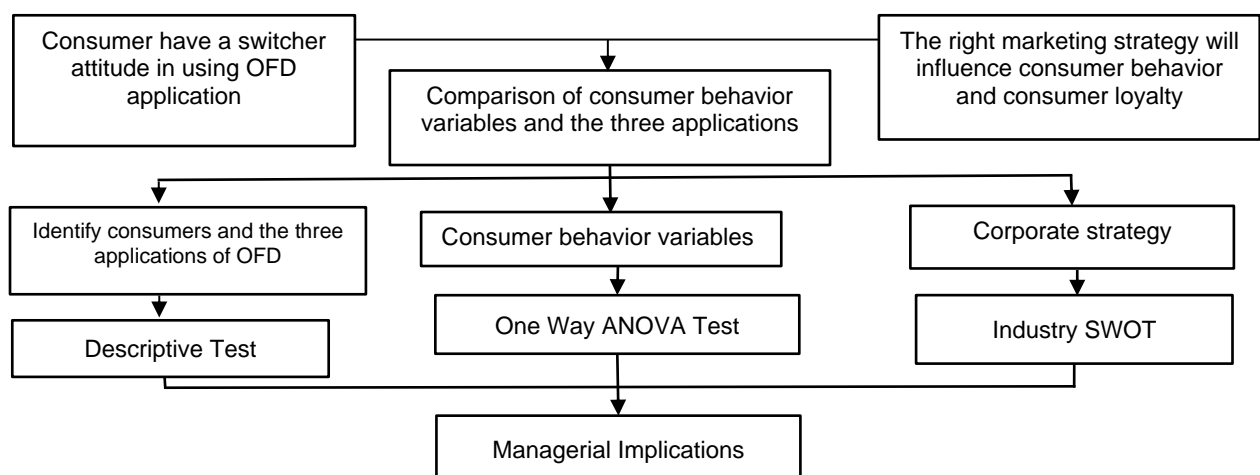 Consumer have a switcher
attitude in using OFD
application
The right marketing strategy will
influence consumer behavior
and consumer loyalty
Comparison of consumer behavior
variables and the three applications
Identify consumers and the three
applications of OFD
Consumer behavior variables
Corporate strategy
Descriptive Test
One Way ANOVA Test
Industry SWOT
Managerial Implications